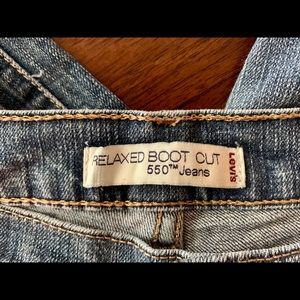 RELAXED BOOT CUT
550™ Jeans
Levi's